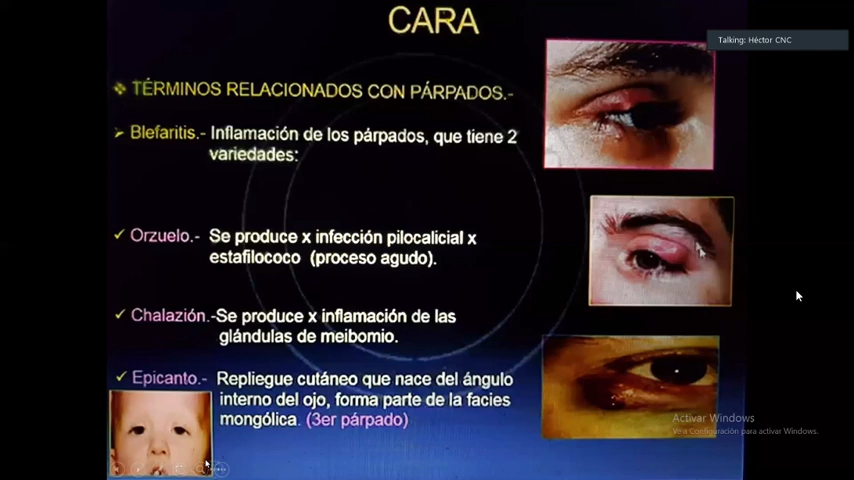 CARA
Talking: Héctor CNC
TÉRMINOS RELACIONADOS CON PÁRPADOS.-
Blefaritis.- Inflamación de los párpados, que tiene 2
variedades:
Orzuelo.- Se produce x infección pilocalicial x
estafilococo (proceso agudo).
Chalazión.-Se produce x inflamación de las
glándulas de meibomio.
Epicanto.- Repliegue cutáneo que nace del ángulo
interno del ojo, forma parte de la facies
mongólica. (3er párpado)
Activar Windows
Ve a Configuración para activar Windows.